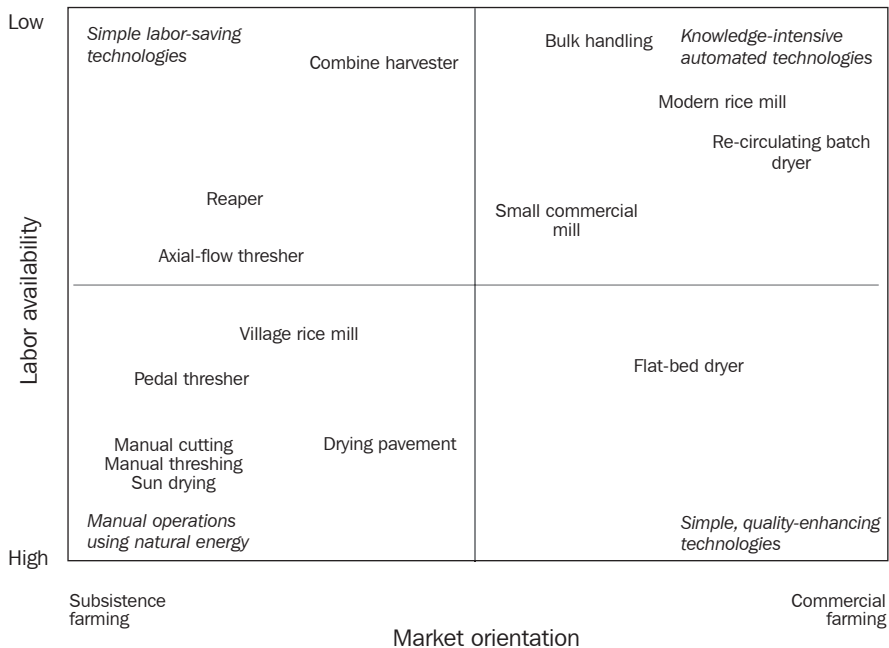 Low
Simple labor-saving
technologies
Combine harvester
Bulk handling
Knowledge-intensive
automated technologies
Modern rice mill
Re-circulating batch
dryer
Reaper
Small commercial
mill
Axial-flow thresher
Labor availability
Village rice mill
Flat-bed dryer
Pedal thresher
Manual cutting
Manual threshing
Sun drying
Drying pavement
Manual operations
using natural energy
Simple, quality-enhancing
technologies
High
Subsistence
farming
Commercial
farming
Market orientation